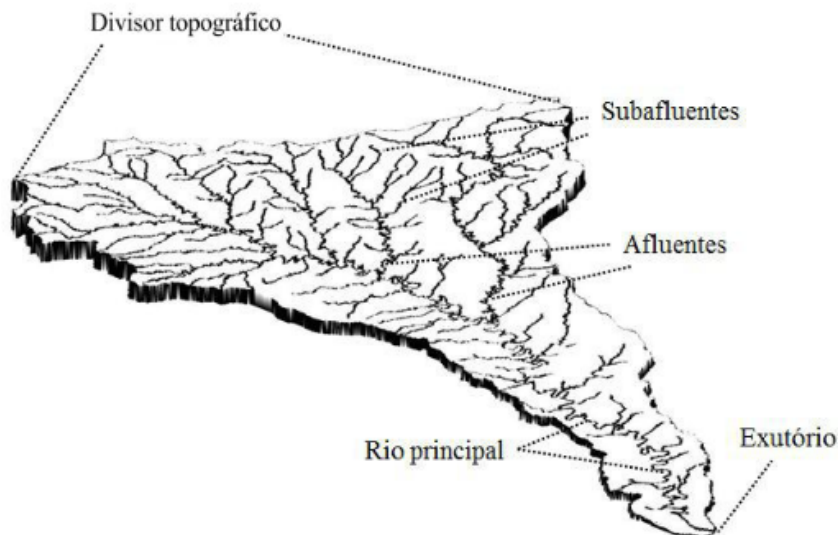 Divisor topográfico
Subafluentes
Afluentes
Rio principal
Exutório